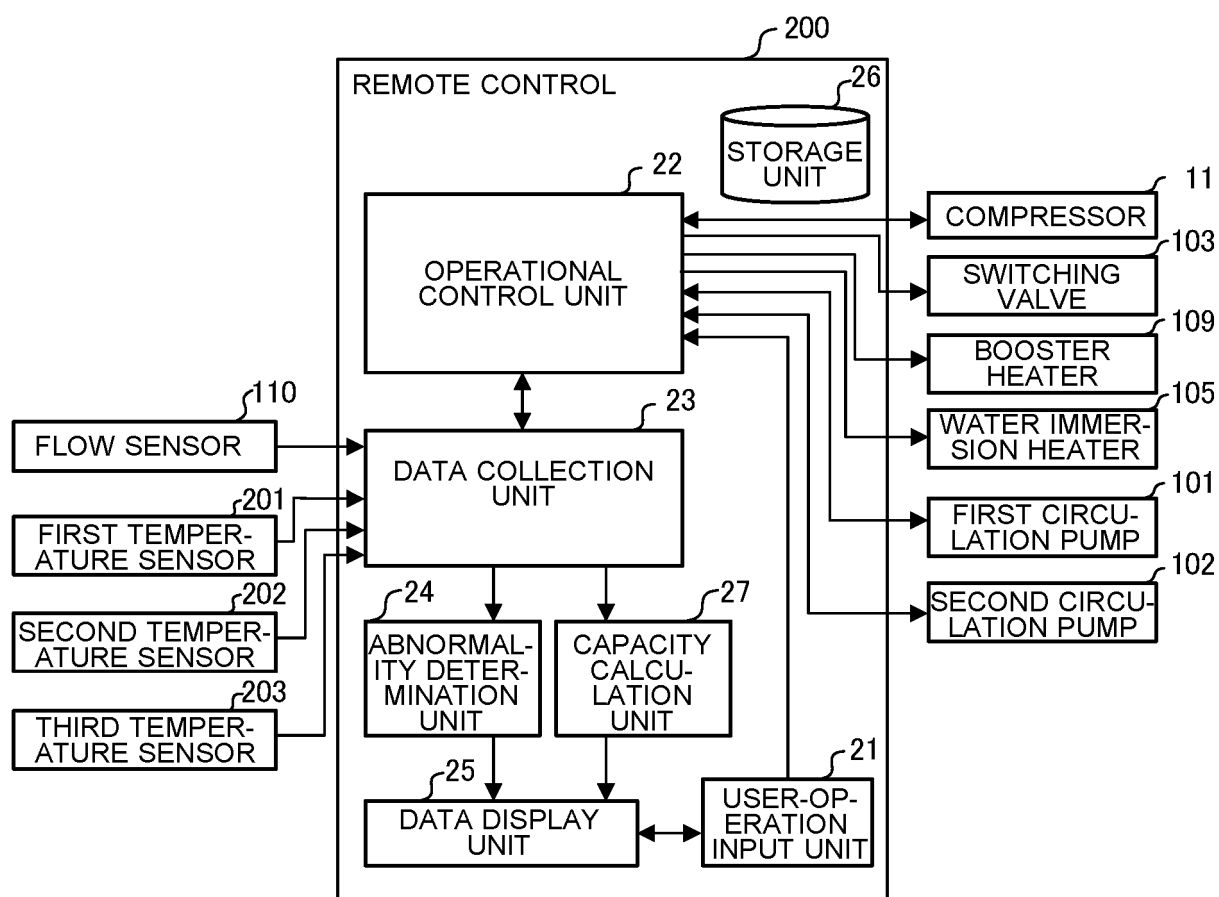 200
REMOTE CONTROL
26
STORAGE
UNIT
22
OPERATIONAL
CONTROL UNIT
11
COMPRESSOR
103
SWITCHING
VALVE
109
BOOSTER
HEATER
105
WATER IMMER-
SION HEATER
101
FIRST CIRCU-
LATION PUMP
102
SECOND CIRCU-
LATION PUMP
110
FLOW SENSOR
201
FIRST TEMPER-
ATURE SENSOR
202
SECOND TEMPER-
ATURE SENSOR
203
THIRD TEMPER-
ATURE SENSOR
23
DATA COLLECTION
UNIT
24
ABNORMAL-
ITY DETER-
MINATION
UNIT
27
CAPACITY
CALCU-
LATION
UNIT
25
DATA DISPLAY
UNIT
21
USER-OP-
ERATION
INPUT UNIT